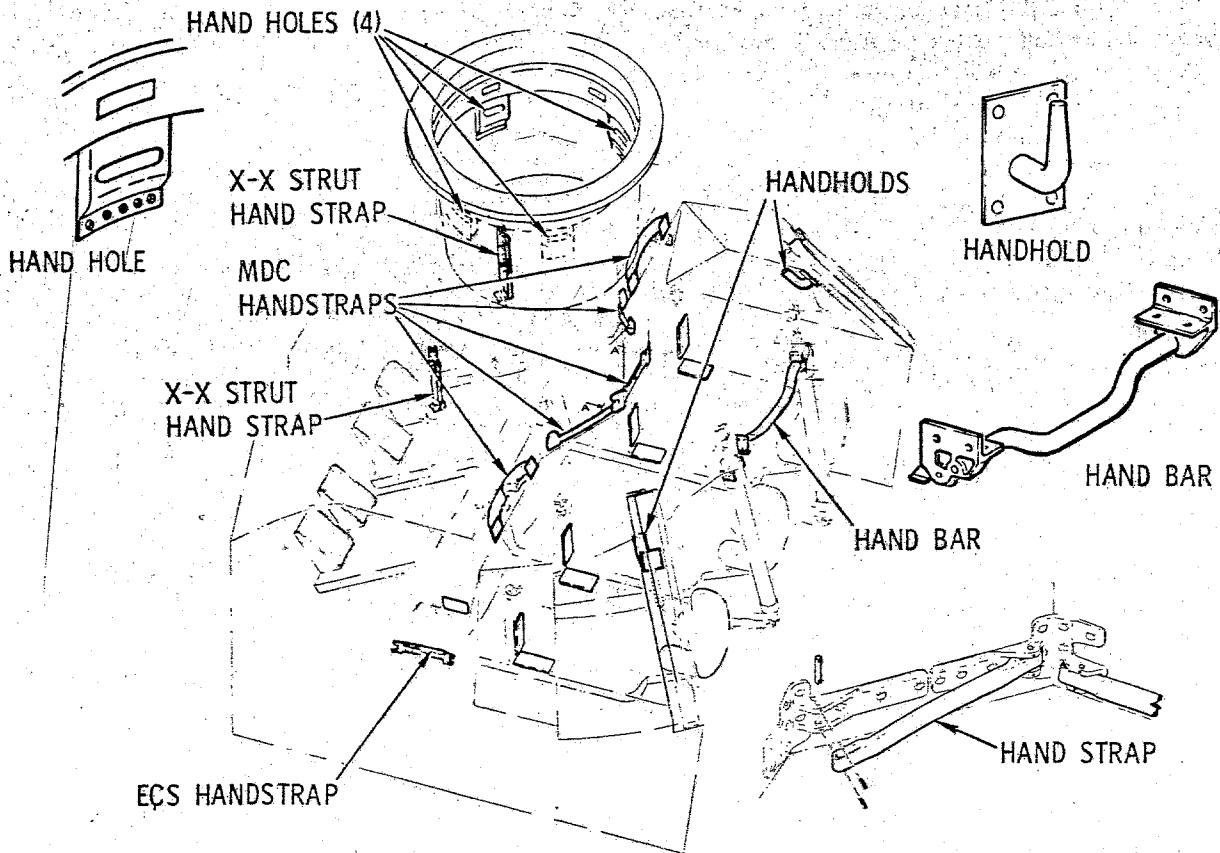 HAND HOLES (4)
X-X STRUT
HAND STRAP
HANDHOLDS
HAND HOLE
MDC
HANDSTRAPS
HANDHOLD
X-X STRUT
HAND STRAP
HAND BAR
HAND BAR
HAND STRAP
ECS HANDSTRAP